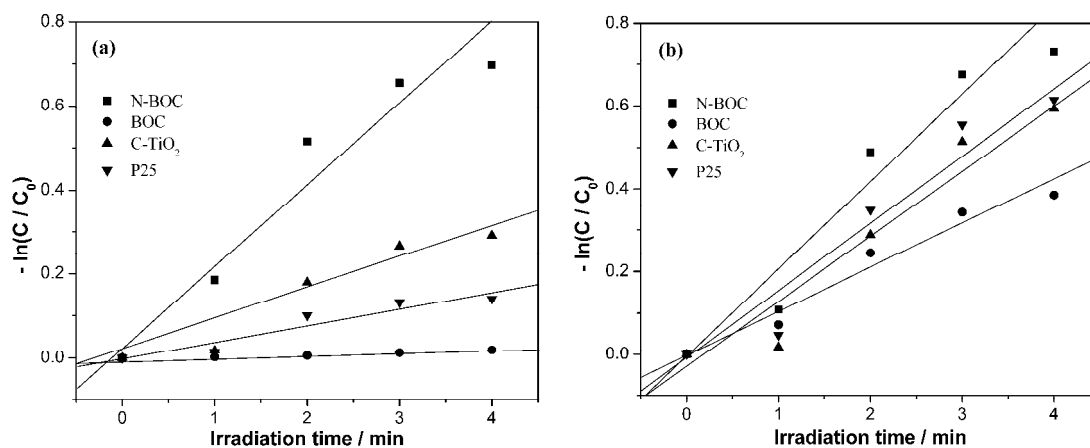 (a)
N-BOC
BOC
C-TiO₂
P25
- ln(C / C₀)
0.8
0.6
0.4
0.2
0.0
0 1 2 3 4
Irradiation time / min
(b)
N-BOC
BOC
C-TiO₂
P25
- ln(C / C₀)
0.8
0.6
0.4
0.2
0.0
0 1 2 3 4
Irradiation time / min